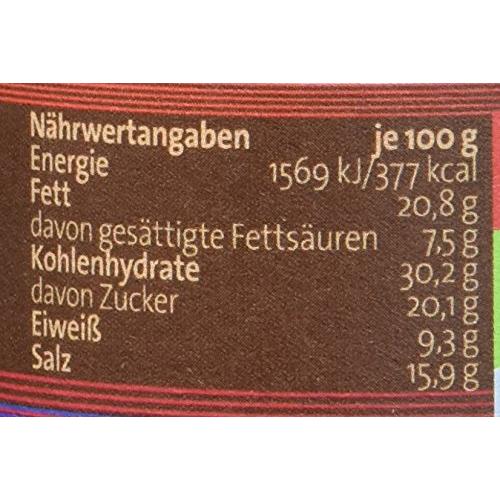 Nährwertangaben je 100 g
Energie 1569 kJ/377 kcal
Fett 20,8 g
davon gesättigte Fettsäuren 7,5 g
Kohlenhydrate 30,2 g
davon Zucker 20,1 g
Eiweiß 9,3 g
Salz 15,9 g